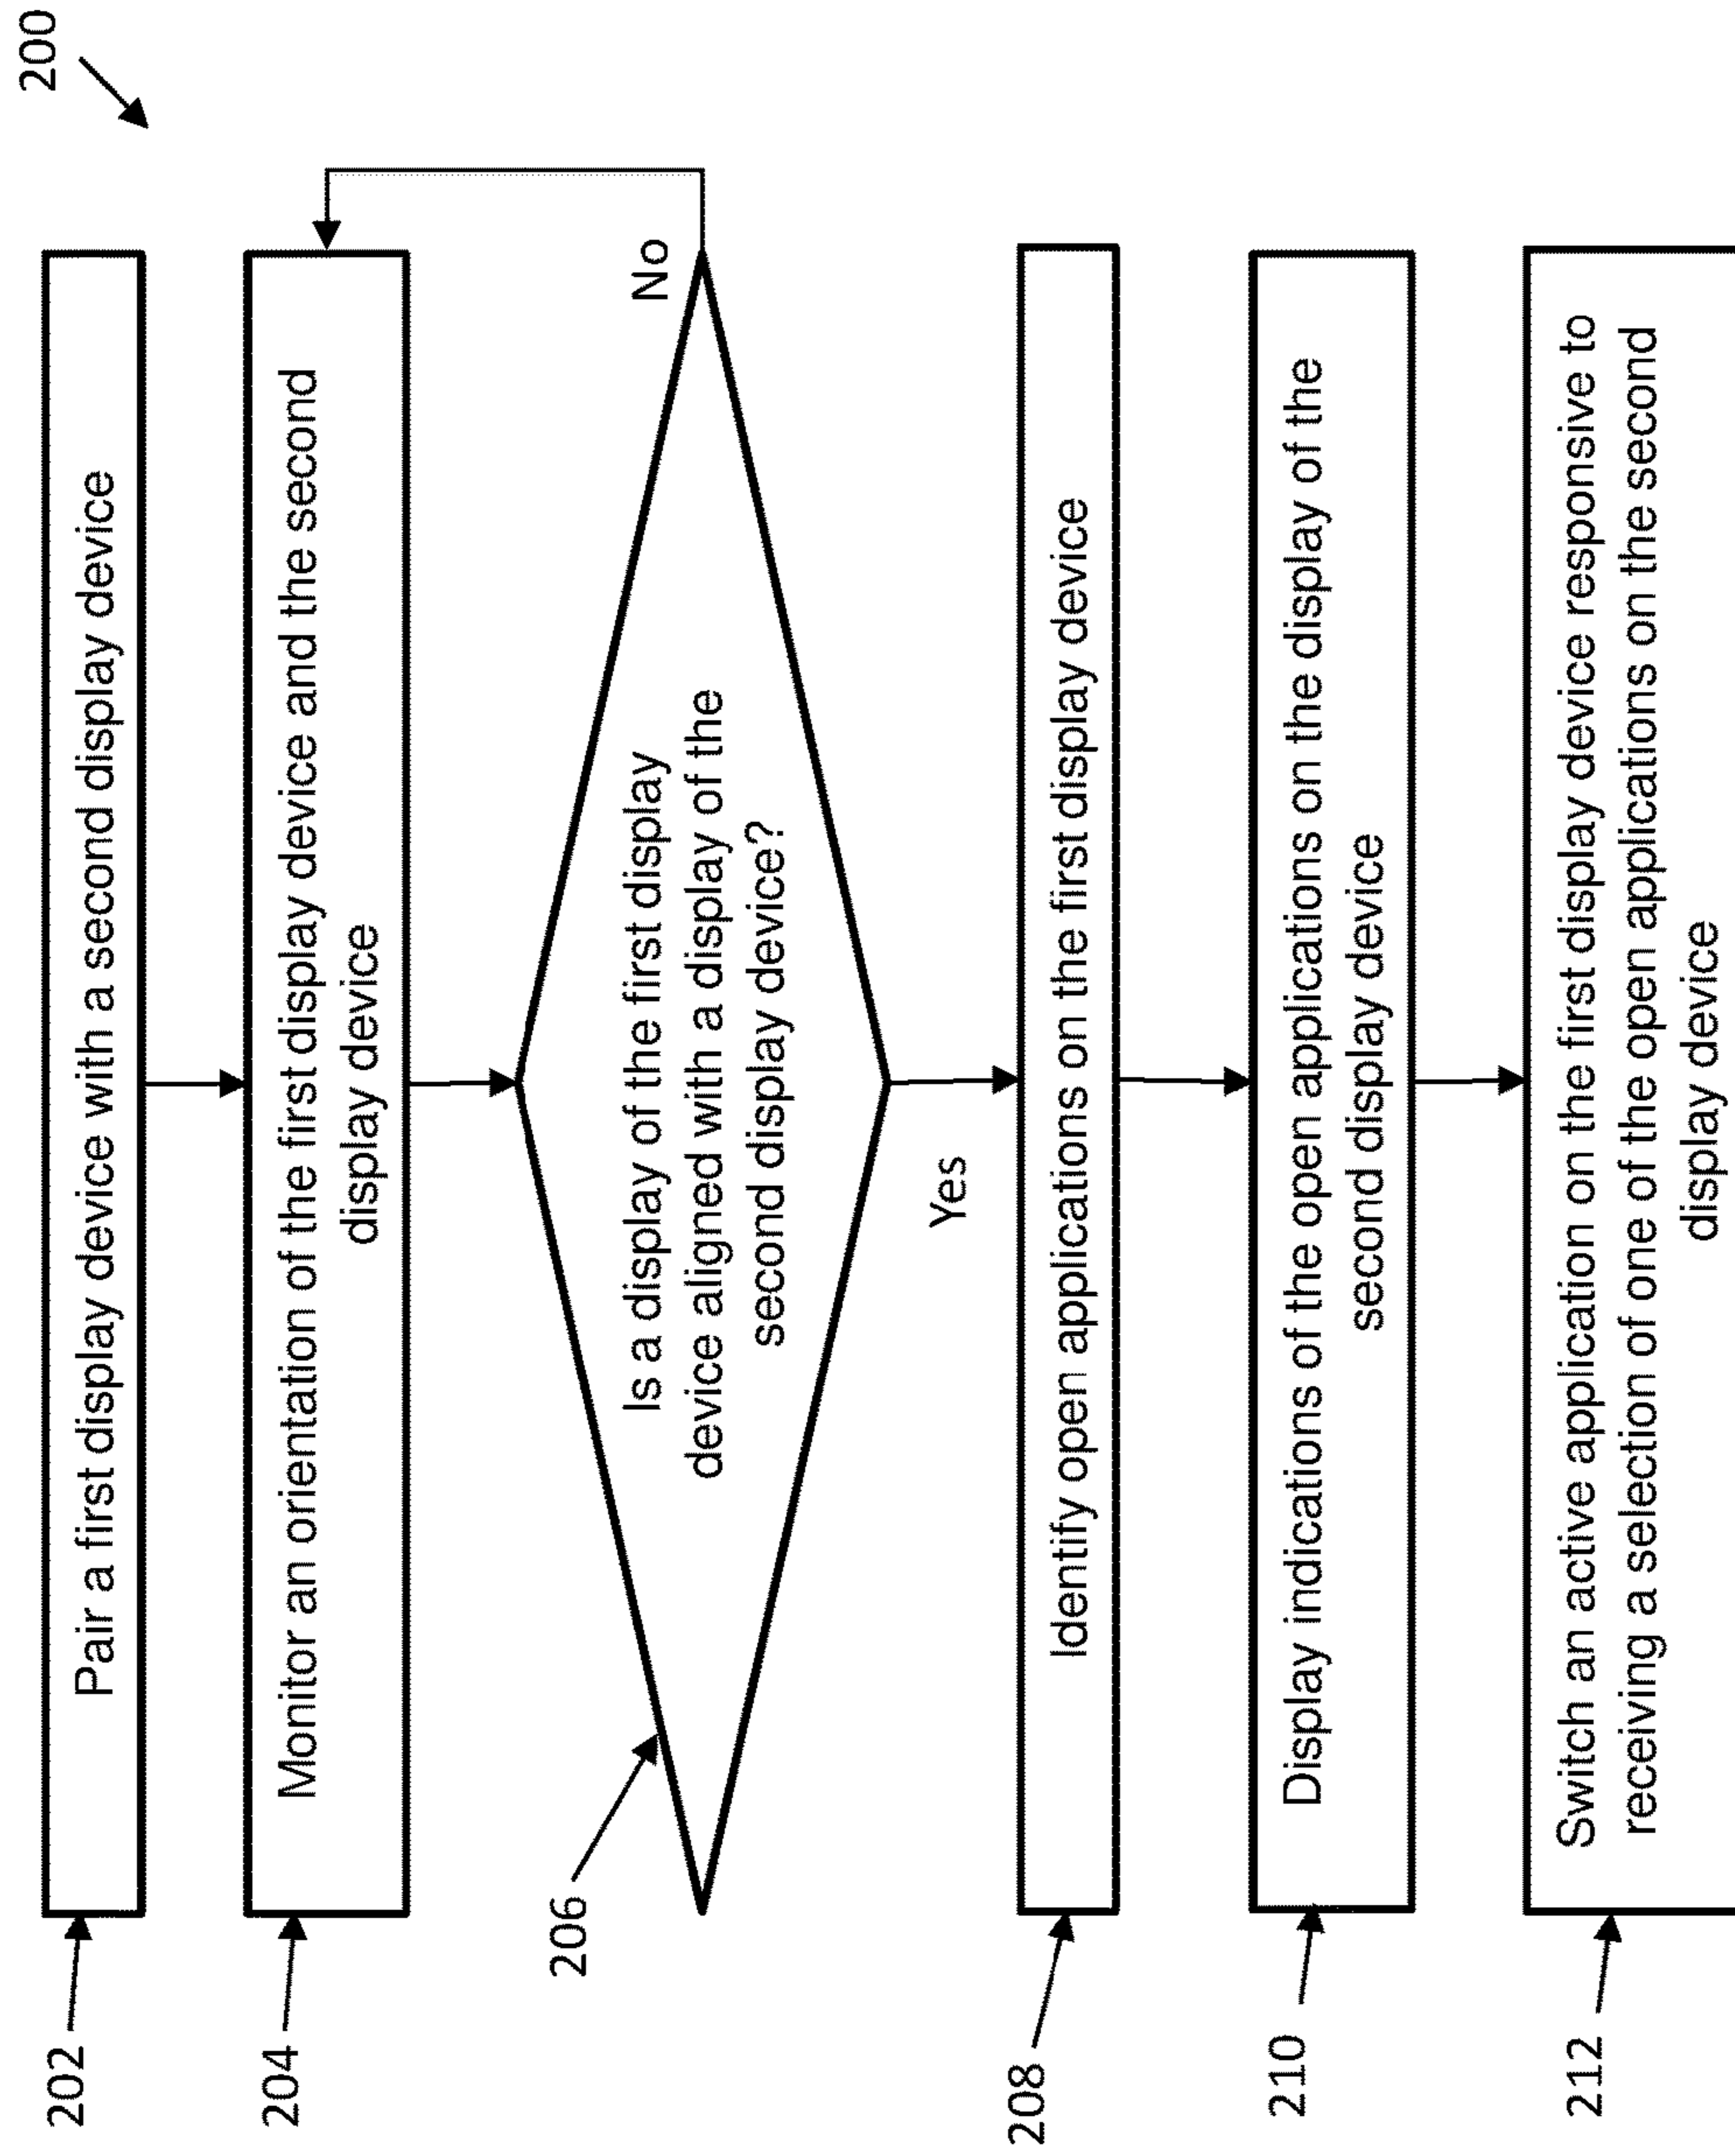 200
202
Pair a first display device with a second display device
204
Monitor an orientation of the first display device and the second
display device
206
Is a display of the first display
device aligned with a display of the
second display device?
No
Yes
208
Identify open applications on the first display device
210
Display indications of the open applications on the display of the
second display device
212
Switch an active application on the first display device responsive to
receiving a selection of one of the open applications on the second
display device